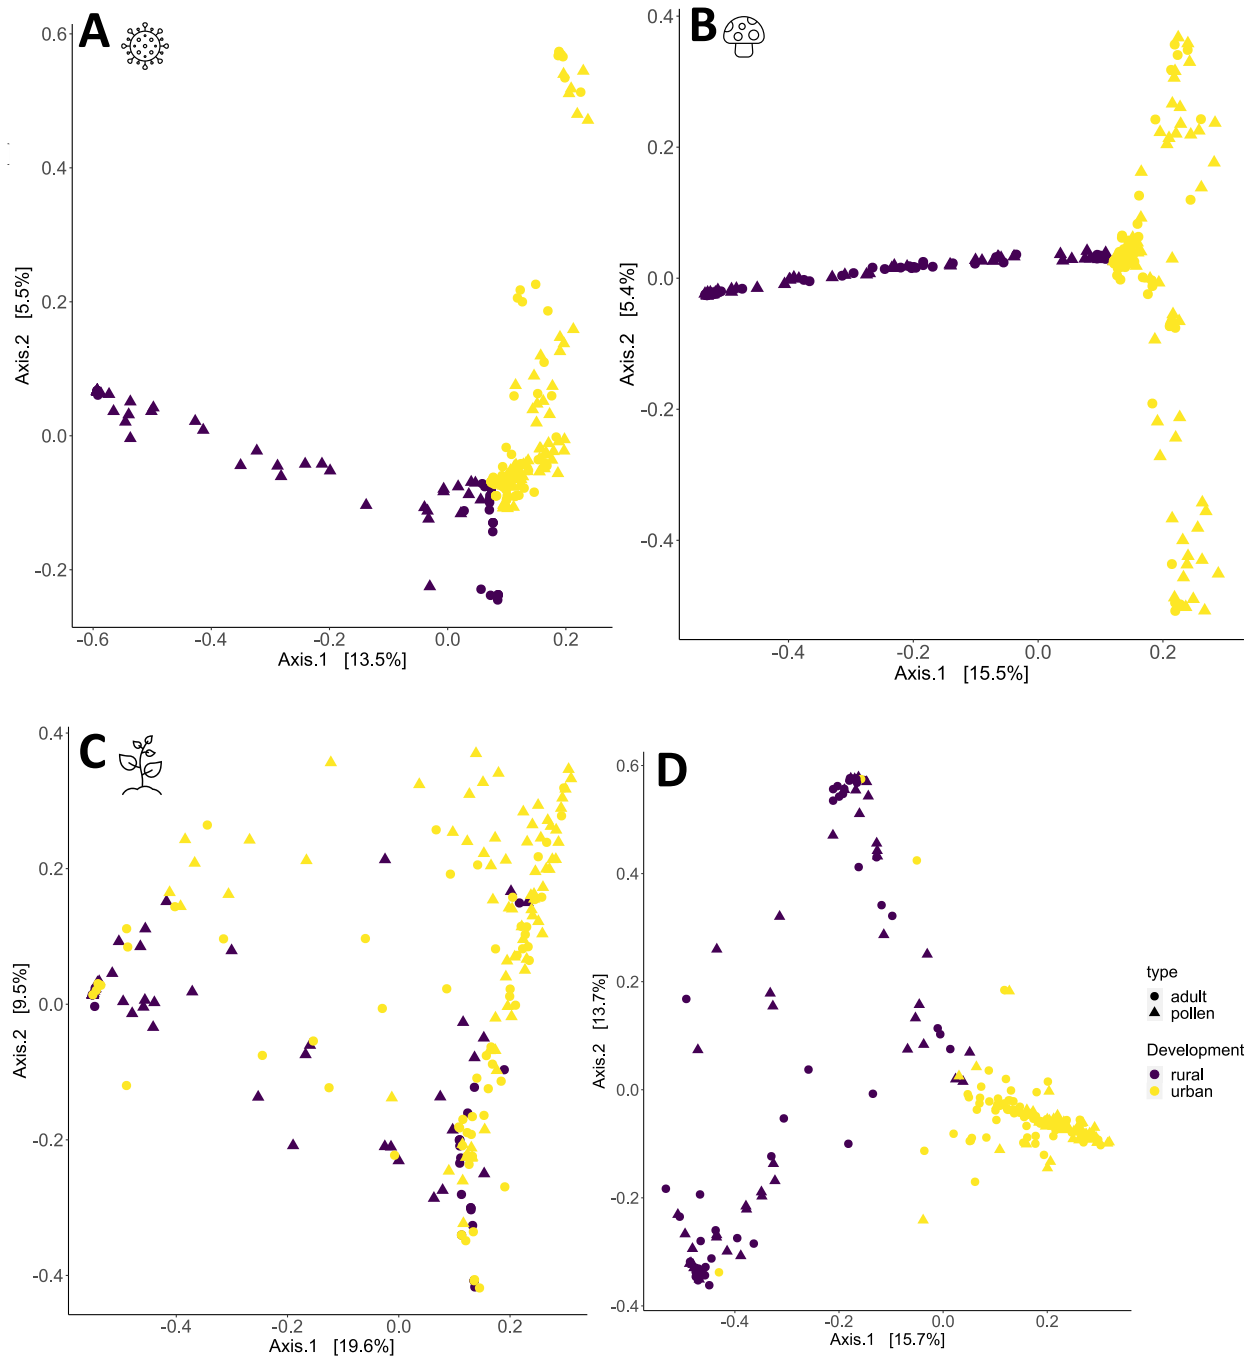 A
0.6
0.4
0.2
0.0
-0.2
Axis.2 [5.5%]
-0.6 -0.4 -0.2 0.0 0.2
Axis.1 [13.5%]
B
0.4
0.2
0.0
-0.2
-0.4
Axis.2 [5.4%]
-0.4 -0.2 0.0 0.2
Axis.1 [15.5%]
C
0.4
0.2
0.0
-0.2
-0.4
Axis.2 [9.5%]
-0.4 -0.2 0.0 0.2
Axis.1 [19.6%]
D
0.6
0.4
0.2
0.0
-0.2
-0.4
Axis.2 [13.7%]
-0.4 -0.2 0.0 0.2
Axis.1 [15.7%]
type
adult
pollen
Development
rural
urban